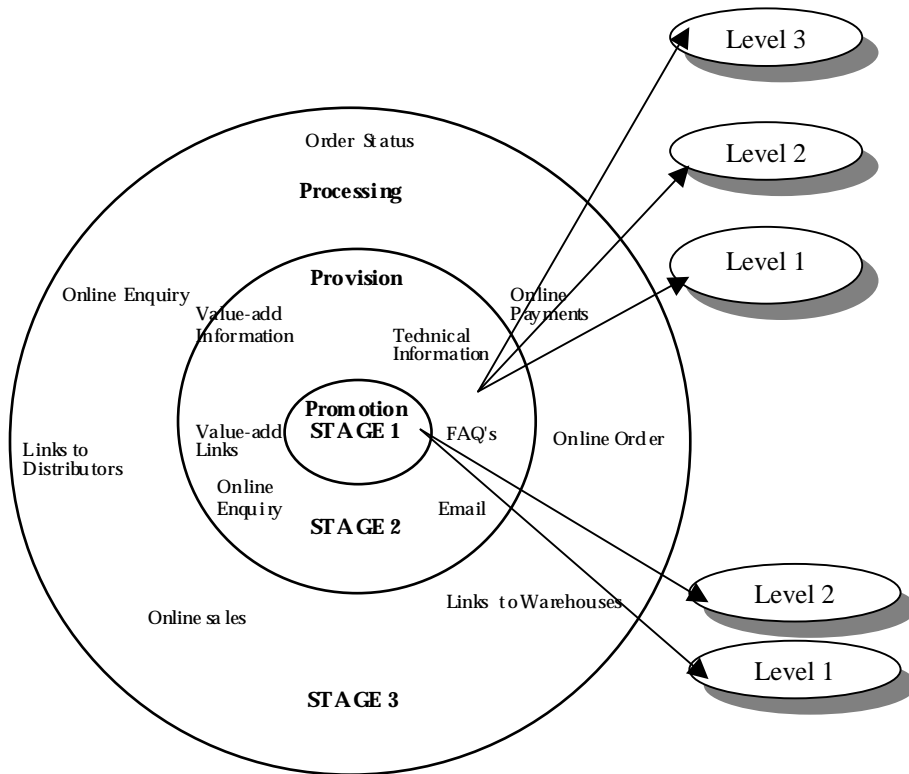 Level 3
Order Status
Level 2
Processing
Level 1
Provision
Online Enquiry
Online
Payments
Value-add
Information
Technical
Information
Promotion
STAGE 1
Value-add
Links
FAQ's
Online Order
Links to
Distributors
Online
Enquiry
Email
STAGE 2
Level 2
Links to Warehouses
Online sales
Level 1
STAGE 3